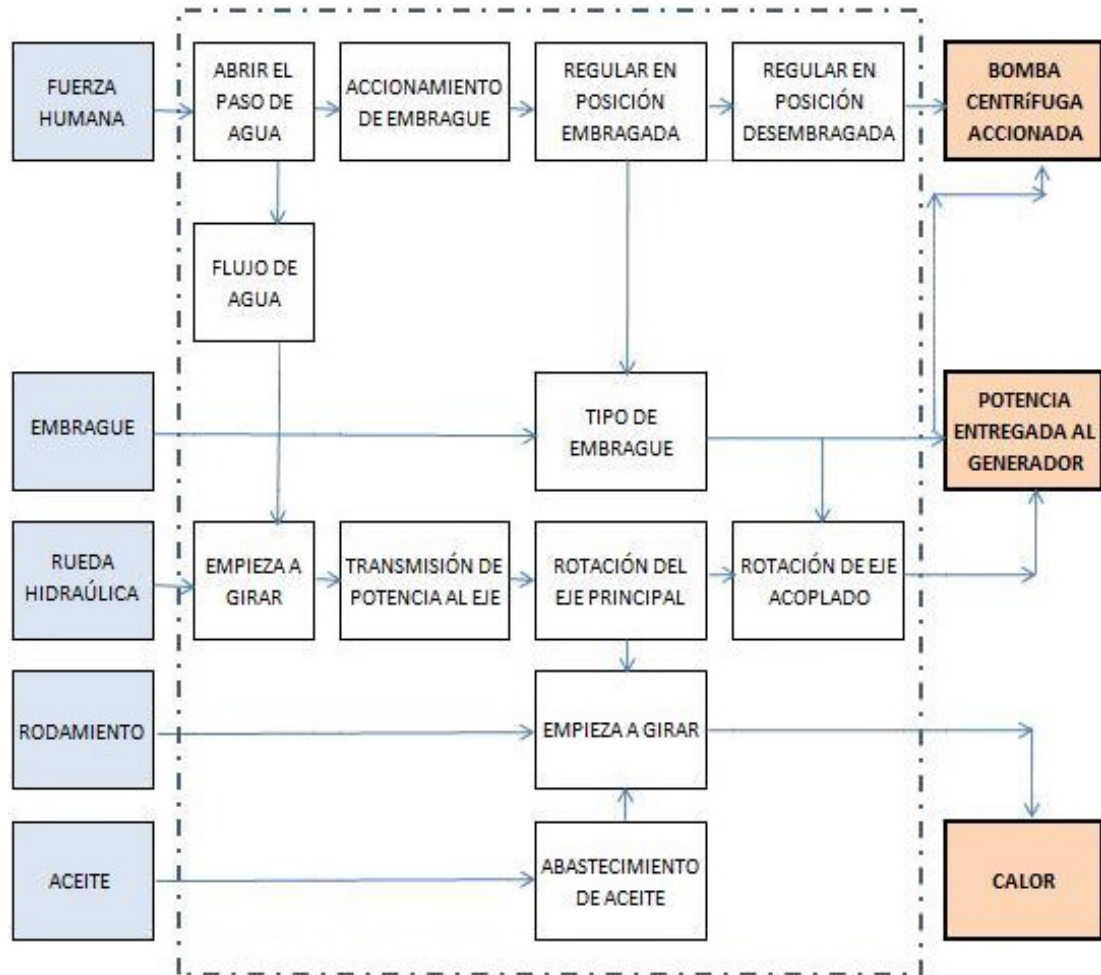 FUERZA
HUMANA
ABRIR EL
PASO DE
AGUA
ACCIONAMIENTO
DE EMBRAGUE
REGULAR EN
POSICIÓN
EMBRAGADA
REGULAR EN
POSICIÓN
DESEMBRAGADA
BOMBA
CENTRÍFUGA
ACCIONADA
FLUJO DE
AGUA
EMBRAGUE
TIPO DE
EMBRAGUE
POTENCIA
ENTREGADA AL
GENERADOR
RUEDA
HIDRAÚLICA
EMPIEZA A
GIRAR
TRANSMISIÓN DE
POTENCIA AL EJE
ROTACIÓN DEL
EJE PRINCIPAL
ROTACIÓN DE EJE
ACOPLADO
RODAMIENTO
EMPIEZA A GIRAR
ACEITE
ABASTECIMIENTO
DE ACEITE
CALOR